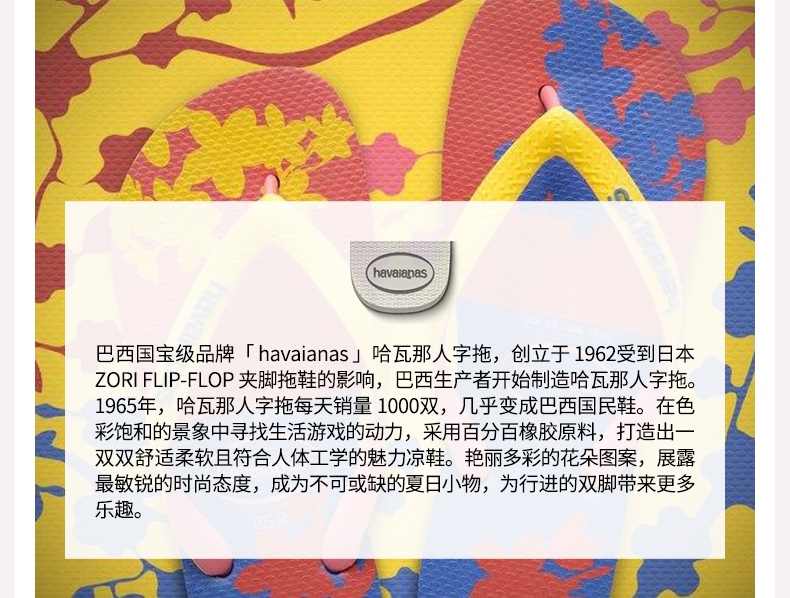 havaianas
巴西国宝级品牌「 havaianas 」哈瓦那人字拖，创立于 1962受到日本
ZORI FLIP-FLOP 夹脚拖鞋的影响，巴西生产者开始制造哈瓦那人字拖。
1965年，哈瓦那人字拖每天销量 1000双，几乎变成巴西国民鞋。在色
彩饱和的景象中寻找生活游戏的动力，采用百分百橡胶原料，打造出一
双双舒适柔软且符合人体工学的魅力凉鞋。艳丽多彩的花朵图案，展露
最敏锐的时尚态度，成为不可或缺的夏日小物，为行进的双脚带来更多
乐趣。